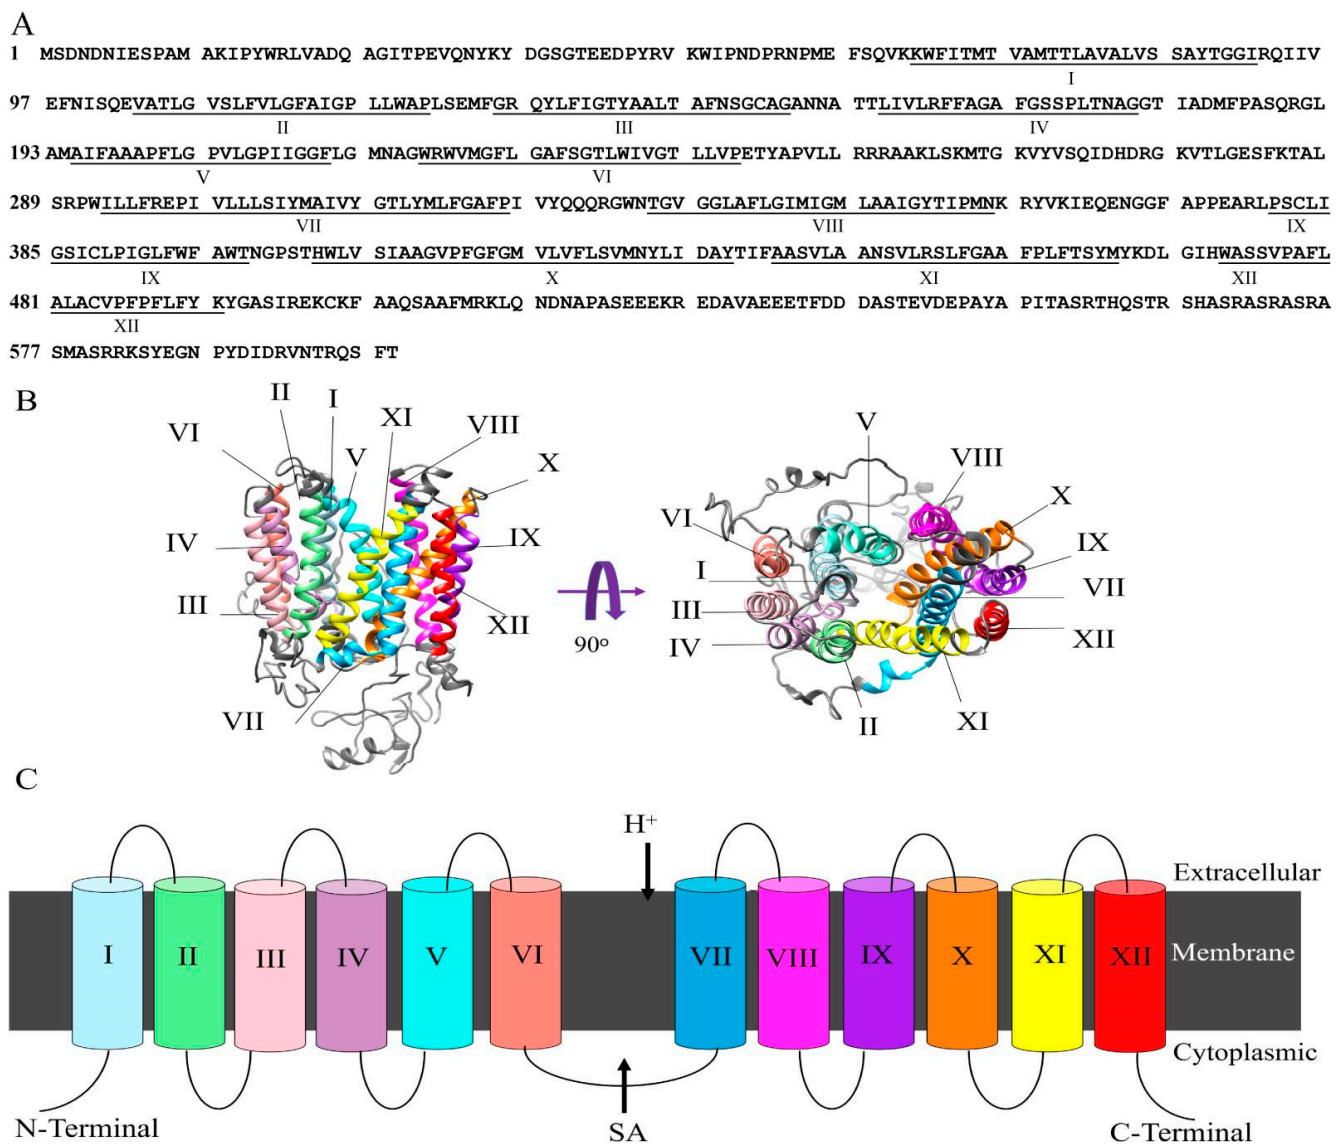 A
1 MSDNDNIESPAM AKIPYWRLVADQ AGITPEVQNYKY DGSGTEEDPYRV KWIPNDPRNPME FSQVKKWFITMT VAMTTLAVALVS SAYTGGIRQIIV
I
97 EFNISQEVATLG VSLFVLGFAIGP LLWAPLSEMFGR QYLFIGTYAALT AFNSGCAGANNA TTLIVLRFFAGA FGSSPLTNAGGT IADMFPASQRGL
II III IV
193 AMAIFAAAPFLG PVLGPIIGGFLG MNAGWRWVMGFL GAFSGTLWIVGT LLVPETYAPVLL RRRAAKLSKMTG KVYVSQIDHDRG KVTLGESFKTAL
V VI
289 SRPWILLFREPI VLLLSIYMAIVY GTLYMLFGAFPI VYQQQRGWNTGV GGLAFLGIMIGM LAAIGYTIPMNK RYVKIEQENGGF APPEARLPSCLI
VII VIII IX
385 GSICLPIGLFWF AWTNGPSTHWLV SIAAGVPFGFGM VLVFLSVMNYLI DAYTIFAASVLA ANSVLRSLFGAA FPLFTSYMYKDL GIHWASSVPAFL
IX X XI XII
481 ALACVPFPFLFY KYGASIREKCKF AAQSAAFMRKLQ NDNAPASEEEKR EDAVAEEETFDD DASTEVDEPAYA PITASRTHQSTR SHASRASRASRA
XII
577 SMASRRKSYEGN PYDIDRVNTRQS FT
B
II I XI VIII
VI V X
IV IX
III XII
VII
90°
V VIII
VI X
I IX
III VII
IV XII
II XI
C
H+
Extracellular
I II III IV V VI VII VIII IX X XI XII Membrane
Cytoplasmic
N-Terminal SA C-Terminal